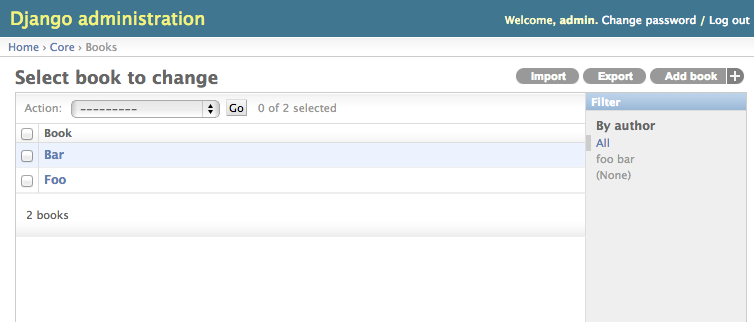 Django administration
Welcome, admin. Change password / Log out
Home › Core › Books
Select book to change
Import
Export
Add book +
Action: --------- Go 0 of 2 selected
Filter
Book
Bar
Foo
2 books
By author
All
foo bar
(None)